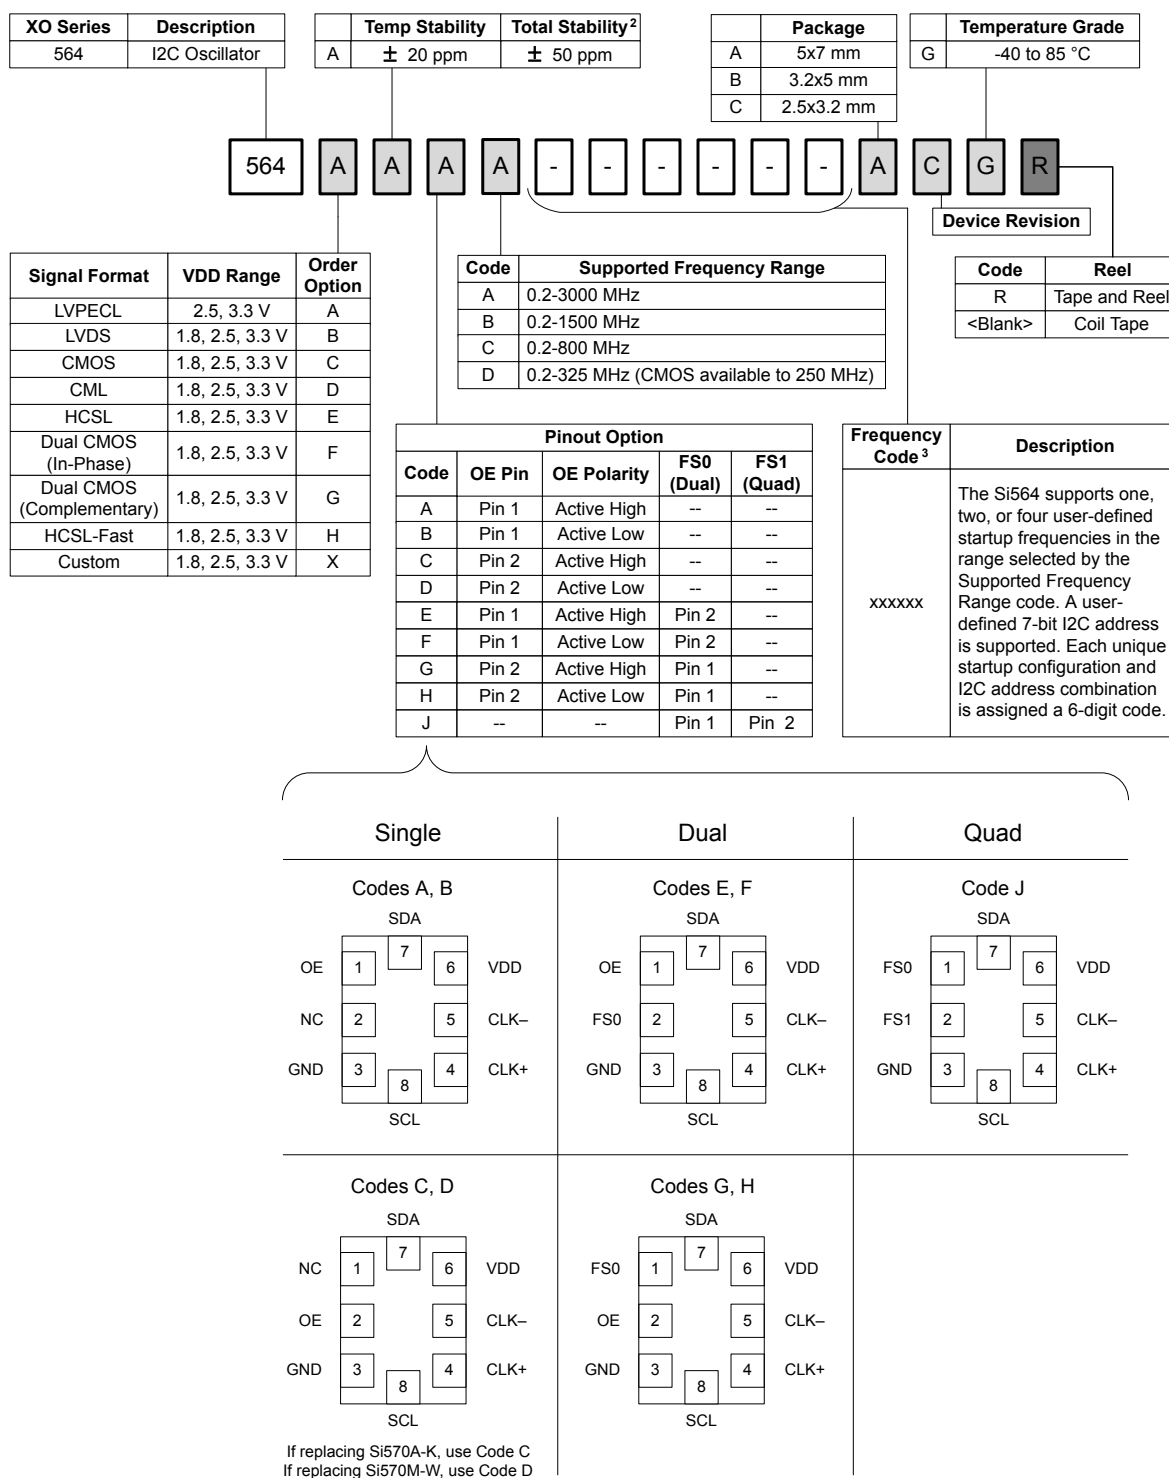 XO Series Description
564 I2C Oscillator
Temp Stability Total Stability 2
A ± 20 ppm ± 50 ppm
Package
A 5x7 mm
B 3.2x5 mm
C 2.5x3.2 mm
Temperature Grade
G -40 to 85 °C
564 A A A A - - - - - - A C G R
Device Revision
Signal Format VDD Range Order Option
LVPECL 2.5, 3.3 V A
LVDS 1.8, 2.5, 3.3 V B
CMOS 1.8, 2.5, 3.3 V C
CML 1.8, 2.5, 3.3 V D
HCSL 1.8, 2.5, 3.3 V E
Dual CMOS (In-Phase) 1.8, 2.5, 3.3 V F
Dual CMOS (Complementary) 1.8, 2.5, 3.3 V G
HCSL-Fast 1.8, 2.5, 3.3 V H
Custom 1.8, 2.5, 3.3 V X
Code Supported Frequency Range
A 0.2-3000 MHz
B 0.2-1500 MHz
C 0.2-800 MHz
D 0.2-325 MHz (CMOS available to 250 MHz)
Code Reel
R Tape and Reel
<Blank> Coil Tape
Pinout Option
Code OE Pin OE Polarity FS0 (Dual) FS1 (Quad)
A Pin 1 Active High -- --
B Pin 1 Active Low -- --
C Pin 2 Active High -- --
D Pin 2 Active Low -- --
E Pin 1 Active High Pin 2 --
F Pin 1 Active Low Pin 2 --
G Pin 2 Active High Pin 1 --
H Pin 2 Active Low Pin 1 --
J -- -- Pin 1 Pin 2
Frequency Code 3 Description
xxxxxx
The Si564 supports one,
two, or four user-defined
startup frequencies in the
range selected by the
Supported Frequency
Range code. A user-
defined 7-bit I2C address
is supported. Each unique
startup configuration and
I2C address combination
is assigned a 6-digit code.
Single Dual Quad
Codes A, B
SDA
7
OE 1 6 VDD
NC 2 5 CLK–
GND 3 4 CLK+
8
SCL
Codes E, F
SDA
7
OE 1 6 VDD
FS0 2 5 CLK–
GND 3 4 CLK+
8
SCL
Code J
SDA
7
FS0 1 6 VDD
FS1 2 5 CLK–
GND 3 4 CLK+
8
SCL
Codes C, D
SDA
7
NC 1 6 VDD
OE 2 5 CLK–
GND 3 4 CLK+
8
SCL
If replacing Si570A-K, use Code C
If replacing Si570M-W, use Code D
Codes G, H
SDA
7
FS0 1 6 VDD
OE 2 5 CLK–
GND 3 4 CLK+
8
SCL